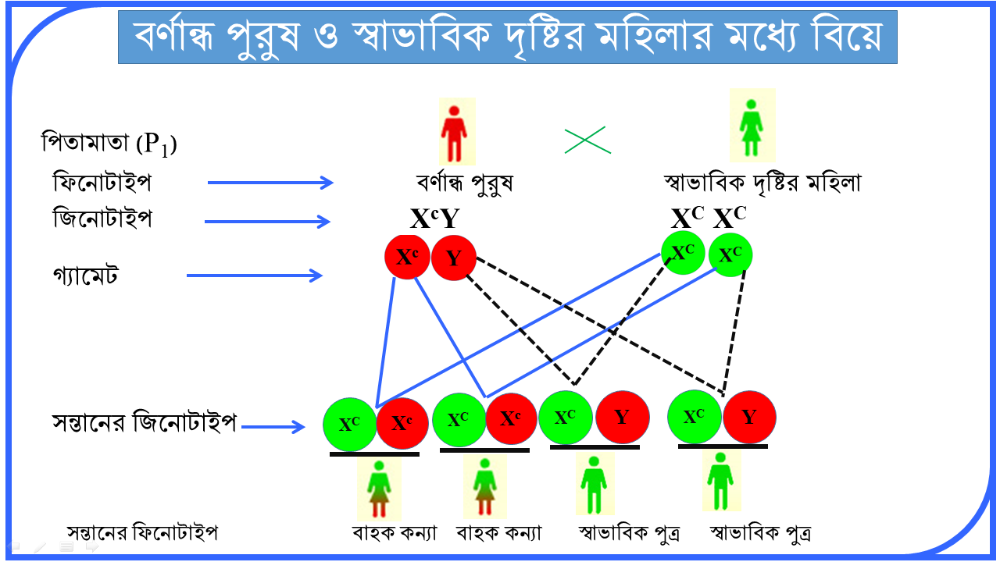 বর্ণান্ধ পুরুষ ও স্বাভাবিক দৃষ্টির মহিলার মধ্যে বিয়ে
পিতামাতা (P1)
ফিনোটাইপ বর্ণান্ধ পুরুষ স্বাভাবিক দৃষ্টির মহিলা
জিনোটাইপ XcY XC XC
গ্যামেট Xc Y XC XC
সন্তানের জিনোটাইপ XC Xc XC Xc XC Y XC Y
সন্তানের ফিনোটাইপ বাহক কন্যা বাহক কন্যা স্বাভাবিক পুত্র স্বাভাবিক পুত্র